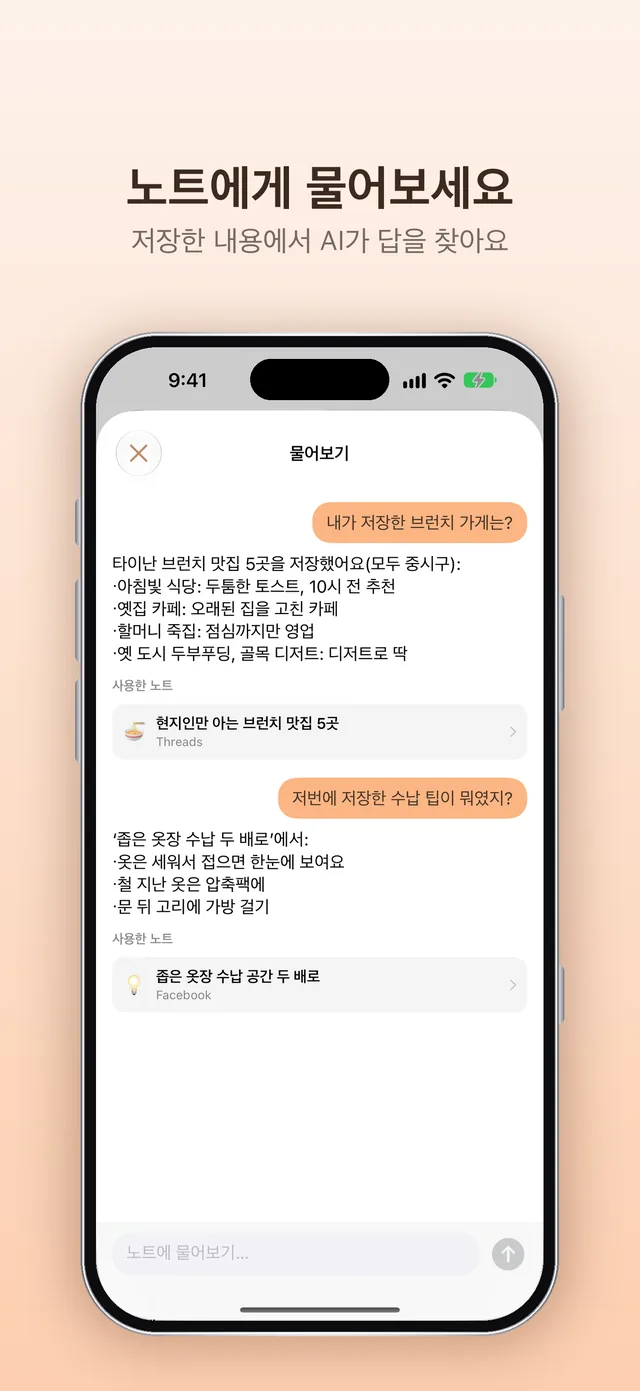 노트에게 물어보세요
저장한 내용에서 AI가 답을 찾아요
9:41
물어보기
내가 저장한 브런치 가게는?
타이난 브런치 맛집 5곳을 저장했어요(모두 중시구):
·아침빛 식당: 두툼한 토스트, 10시 전 추천
·옛집 카페: 오래된 집을 고친 카페
·할머니 죽집: 점심까지만 영업
·옛 도시 두부푸딩, 골목 디저트: 디저트로 딱
사용한 노트
현지인만 아는 브런치 맛집 5곳
Threads
저번에 저장한 수납 팁이 뭐였지?
‘좁은 옷장 수납 두 배로’에서:
·옷은 세워서 접으면 한눈에 보여요
·철 지난 옷은 압축팩에
·문 뒤 고리에 가방 걸기
사용한 노트
좁은 옷장 수납 공간 두 배로
Facebook
노트에 물어보기...